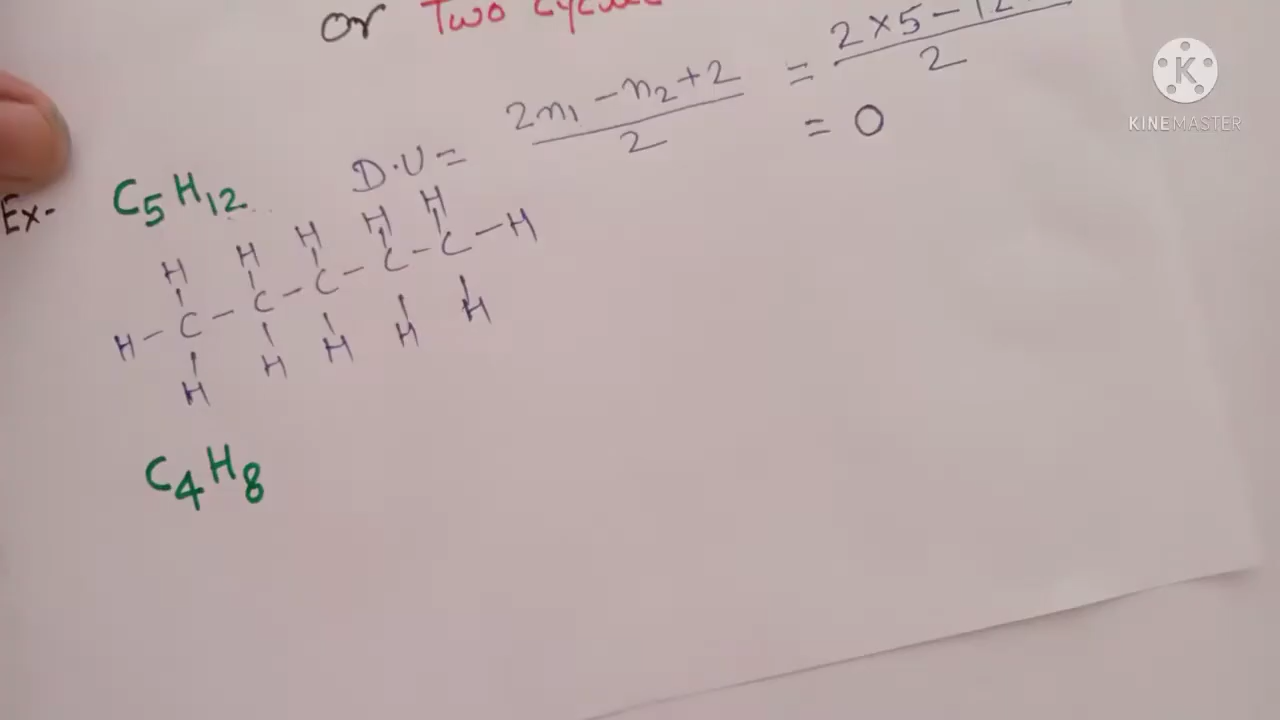 or Two
D.U = 2n1 - n2 + 2 / 2 = 2 × 5 - 12 / 2
= 0
Ex- C5H12
H H H H H
H - C - C - C - C - C - H
H H H H H
C4H8
K
KINEMASTER